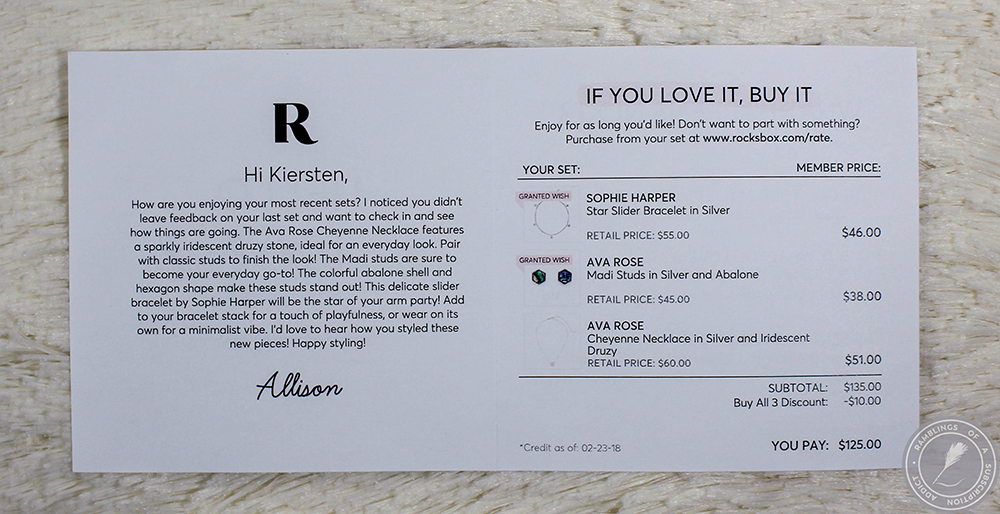 R
Hi Kiersten,
How are you enjoying your most recent sets? I noticed you didn't
leave feedback on your last set and want to check in and see
how things are going. The Ava Rose Cheyenne Necklace features
a sparkly iridescent druzy stone, ideal for an everyday look. Pair
with classic studs to finish the look! The Madi studs are sure to
become your everyday go-to! The colorful abalone shell and
hexagon shape make these studs stand out! This delicate slider
bracelet by Sophie Harper will be the star of your arm party! Add
to your bracelet stack for a touch of playfulness, or wear on its
own for a minimalist vibe. I'd love to hear how you styled these
new pieces! Happy styling!
Allison
IF YOU LOVE IT, BUY IT
Enjoy for as long you'd like! Don't want to part with something?
Purchase from your set at www.rocksbox.com/rate.
YOUR SET: MEMBER PRICE:
GRANTED WISH
SOPHIE HARPER
Star Slider Bracelet in Silver
RETAIL PRICE: $55.00 $46.00
GRANTED WISH
AVA ROSE
Madi Studs in Silver and Abalone
RETAIL PRICE: $45.00 $38.00
AVA ROSE
Cheyenne Necklace in Silver and Iridescent
Druzy
RETAIL PRICE: $60.00 $51.00
SUBTOTAL: $135.00
Buy All 3 Discount: -$10.00
*Credit as of: 02-23-18 YOU PAY: $125.00
RAMBLINGS OF A SUBSCRIPTION ADDICT